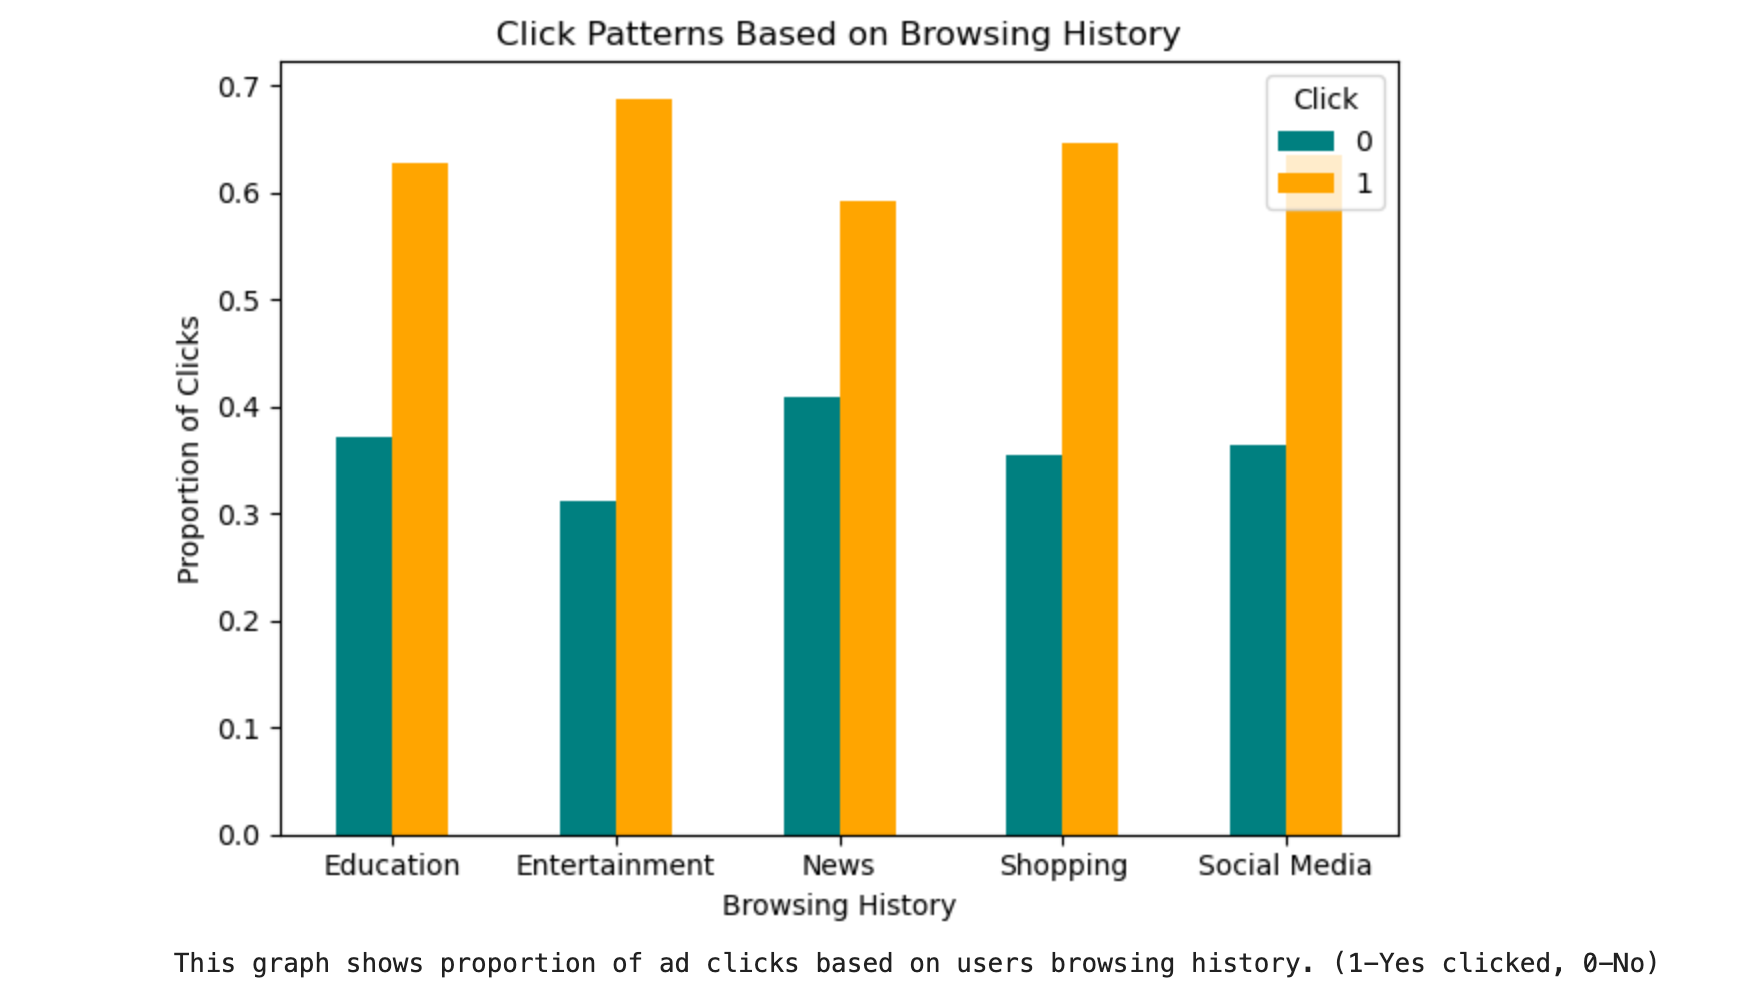 Click Patterns Based on Browsing History
0.7
0.6
0.5
0.4
0.3
0.2
0.1
0.0
Proportion of Clicks
Click
0
1
Education Entertainment News Shopping Social Media
Browsing History
This graph shows proportion of ad clicks based on users browsing history. (1–Yes clicked, 0–No)